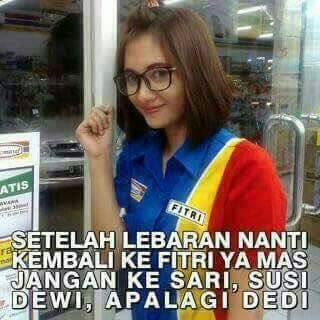 ATIS
FITRI
SETELAH LEBARAN NANTI
KEMBALI KE FITRI YA MAS
JANGAN KE SARI, SUSI
DEWI, APALAGI DEDI